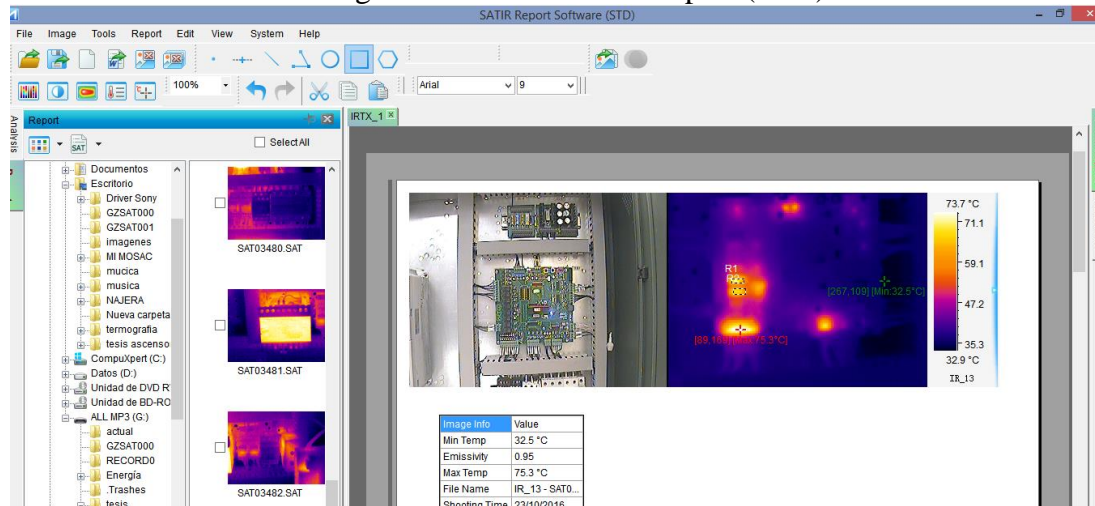 SATIR Report Software (STD)
File Image Tools Report Edit View System Help
100%
Arial 9
Analysis
Report
IRTX_1
SAT
Select All
Documentos
Escritorio
Driver Sony
GZSAT000
GZSAT001
imagenes
MI MOSAC
mucica
musica
NAJERA
Nueva carpeta
termografia
tesis ascenso
CompuXpert (C:)
Datos (D:)
Unidad de DVD R
Unidad de BD-RO
ALL MP3 (G:)
actual
GZSAT000
RECORD0
Energía
.Trashes
tesis
SAT03480.SAT
SAT03481.SAT
SAT03482.SAT
R1
[267,109] [Min:32.5°C]
73.7 °C
71.1
59.1
47.2
35.3
32.9 °C
IR_13
Image Info Value
Min Temp 32.5 °C
Emissivity 0.95
Max Temp 75.3 °C
File Name IR_13 - SAT0...
Shooting Time 23/10/2016